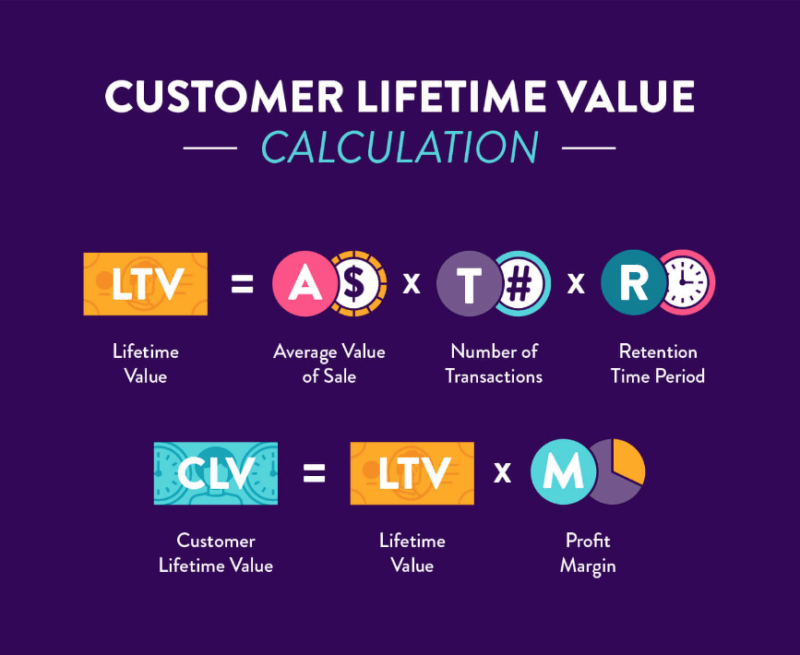 CUSTOMER LIFETIME VALUE
CALCULATION
LTV = A $ x T # x R
Lifetime Value
Average Value of Sale
Number of Transactions
Retention Time Period
CLV = LTV x M
Customer Lifetime Value
Lifetime Value
Profit Margin